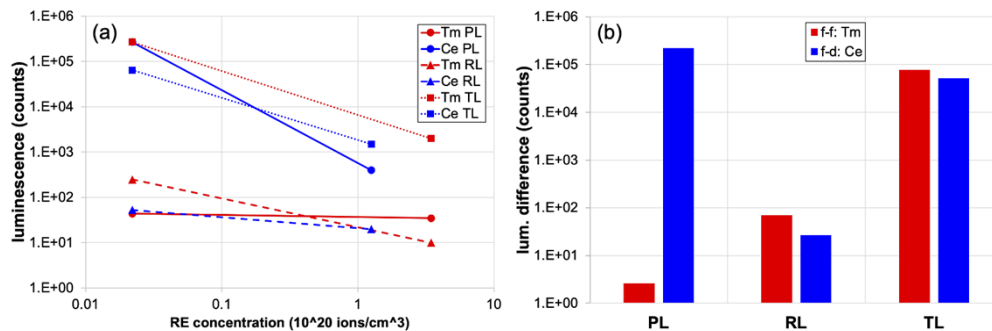 (a)
luminescence (counts)
1.E+06
1.E+05
1.E+04
1.E+03
1.E+02
1.E+01
1.E+00
0.01
0.1
1
10
RE concentration (10^20 ions/cm^3)
Tm PL
Ce PL
Tm RL
Ce RL
Tm TL
Ce TL
(b)
lum. difference (counts)
1.E+06
1.E+05
1.E+04
1.E+03
1.E+02
1.E+01
1.E+00
PL
RL
TL
f-f: Tm
f-d: Ce